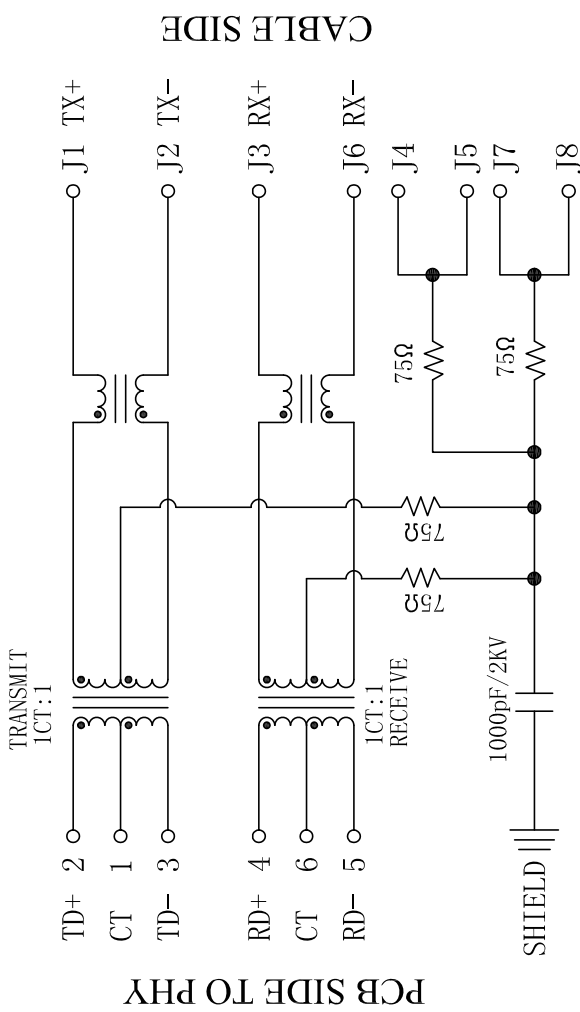 CABLE SIDE
J1 TX+
J2 TX-
J3 RX+
J6 RX-
J4
J5
J7
J8
75Ω
75Ω
75Ω
75Ω
TRANSMIT
1CT:1
1CT:1
RECEIVE
1000pF/2KV
TD+ 2
CT 1
TD- 3
RD+ 4
CT 6
RD- 5
SHIELD
PCB SIDE TO PHY